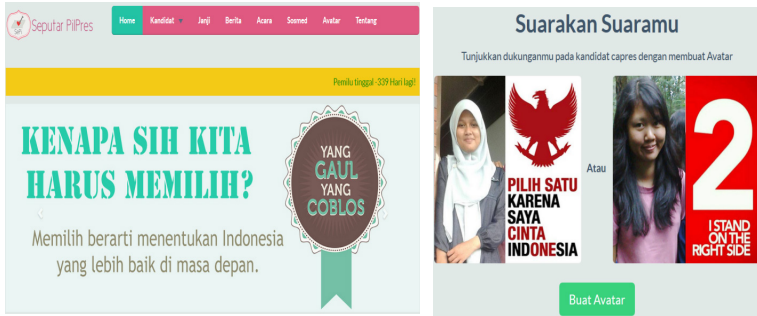 Seputar PilPres
Home Kandidat Janji Berita Acara Sosmed Avatar Tentang
Pemilu tinggal -339 Hari lagi!
KENAPA SIH KITA
HARUS MEMILIH?
Memilih berarti menentukan Indonesia
yang lebih baik di masa depan.
YANG
GAUL
YANG
COBLOS
Suarakan Suaramu
Tunjukkan dukunganmu pada kandidat capres dengan membuat Avatar
PILIH SATU
KARENA
SAYA
CINTA
INDONESIA
Atau
2
I STAND
ON THE
RIGHT SIDE
Buat Avatar